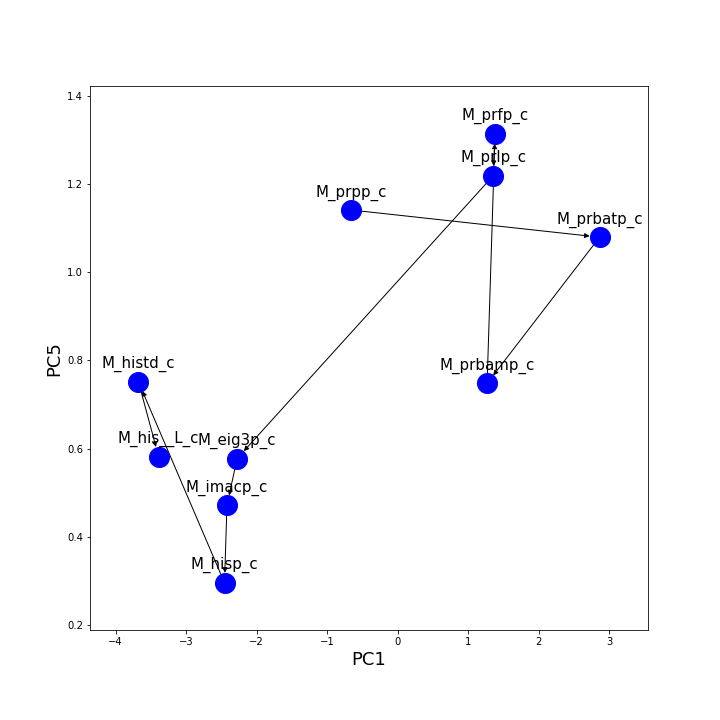 1.4
M_prfp_c
M_prlp_c
1.2
M_prpp_c
M_prbatp_c
1.0
PC5
0.8
M_histd_c
M_prbamp_c
0.6
M_his__L_c
M_eig3p_c
M_imacp_c
0.4
M_hisp_c
0.2
−4 −3 −2 −1 0 1 2 3
PC1